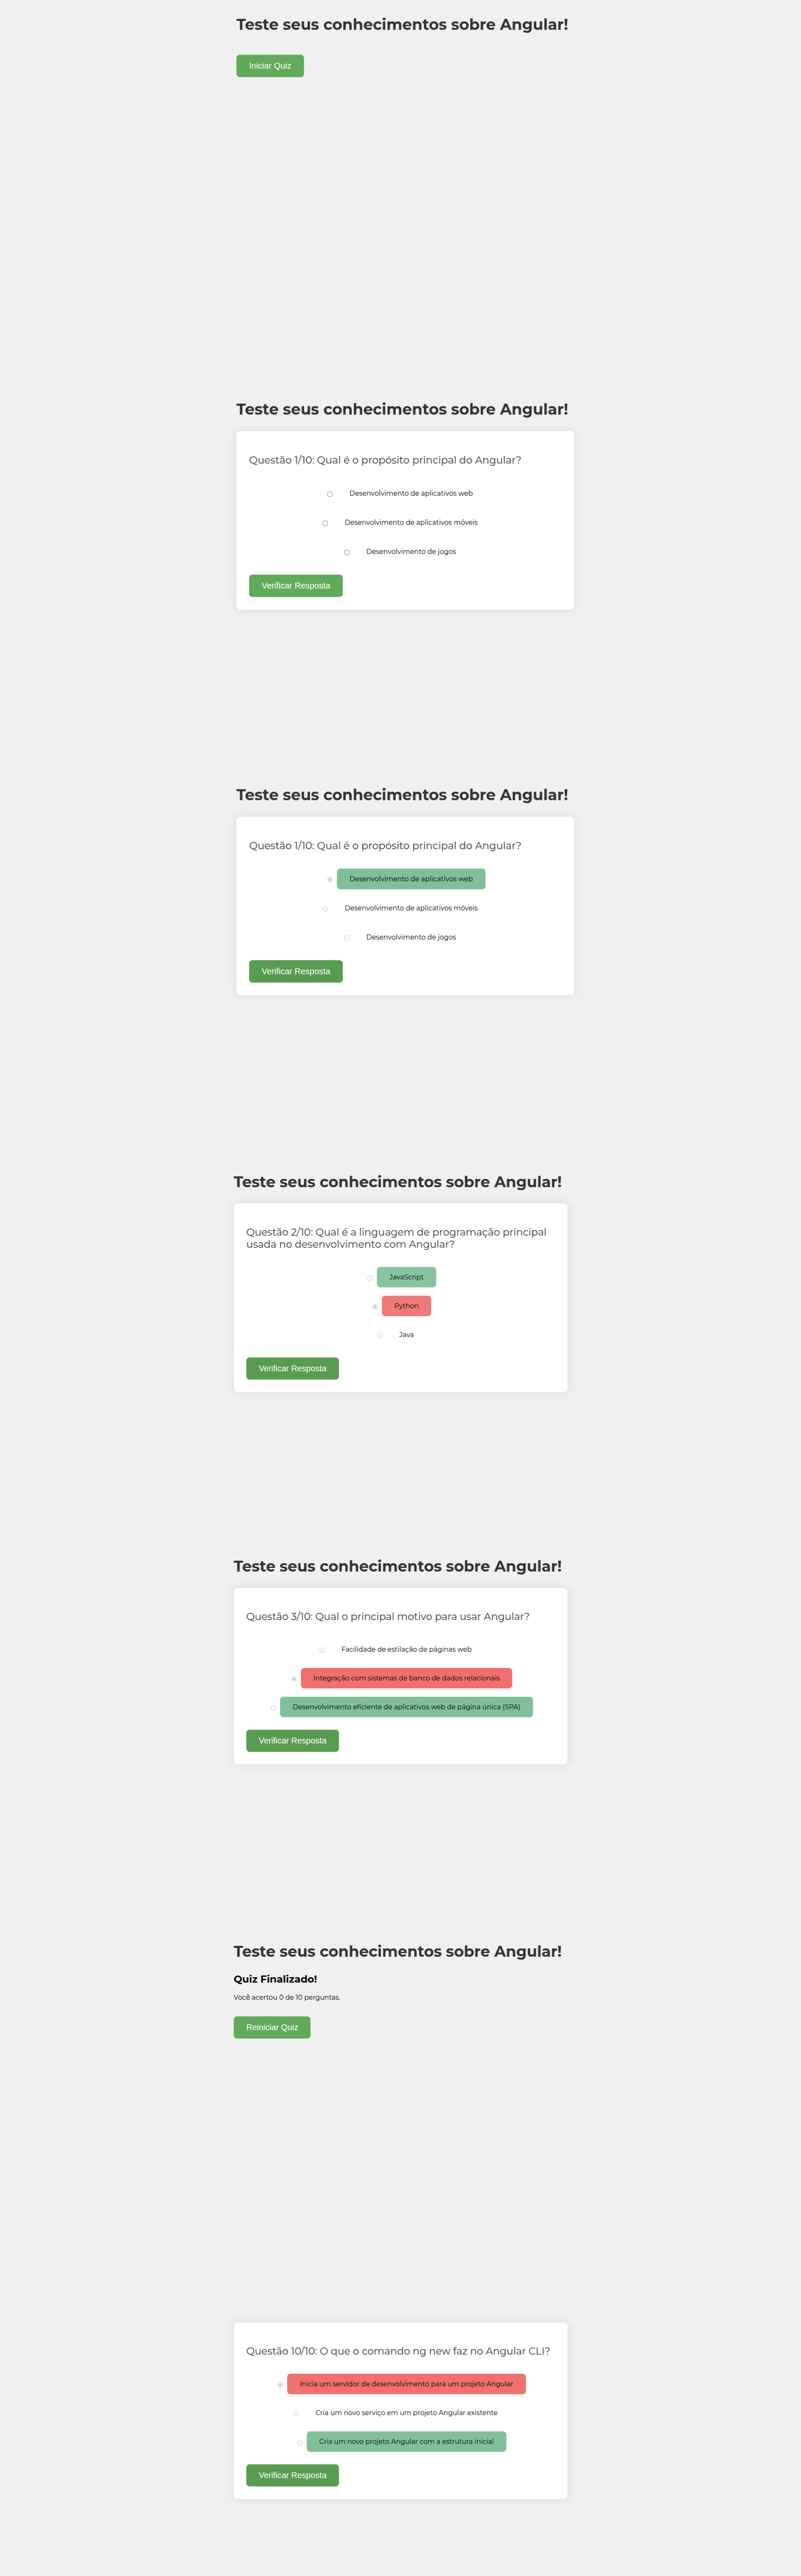 Teste seus conhecimentos sobre Angular!
Iniciar Quiz
Teste seus conhecimentos sobre Angular!
Questão 1/10: Qual é o propósito principal do Angular?
Desenvolvimento de aplicativos web
Desenvolvimento de aplicativos móveis
Desenvolvimento de jogos
Verificar Resposta
Teste seus conhecimentos sobre Angular!
Questão 1/10: Qual é o propósito principal do Angular?
Desenvolvimento de aplicativos web
Desenvolvimento de aplicativos móveis
Desenvolvimento de jogos
Verificar Resposta
Teste seus conhecimentos sobre Angular!
Questão 2/10: Qual é a linguagem de programação principal
usada no desenvolvimento com Angular?
JavaScript
Python
Java
Verificar Resposta
Teste seus conhecimentos sobre Angular!
Questão 3/10: Qual o principal motivo para usar Angular?
Facilidade de estilação de páginas web
Integração com sistemas de banco de dados relacionais
Desenvolvimento eficiente de aplicativos web de página única (SPA)
Verificar Resposta
Teste seus conhecimentos sobre Angular!
Quiz Finalizado!
Você acertou 0 de 10 perguntas.
Reiniciar Quiz
Questão 10/10: O que o comando ng new faz no Angular CLI?
Inicia um servidor de desenvolvimento para um projeto Angular
Cria um novo serviço em um projeto Angular existente
Cria um novo projeto Angular com a estrutura inicial
Verificar Resposta